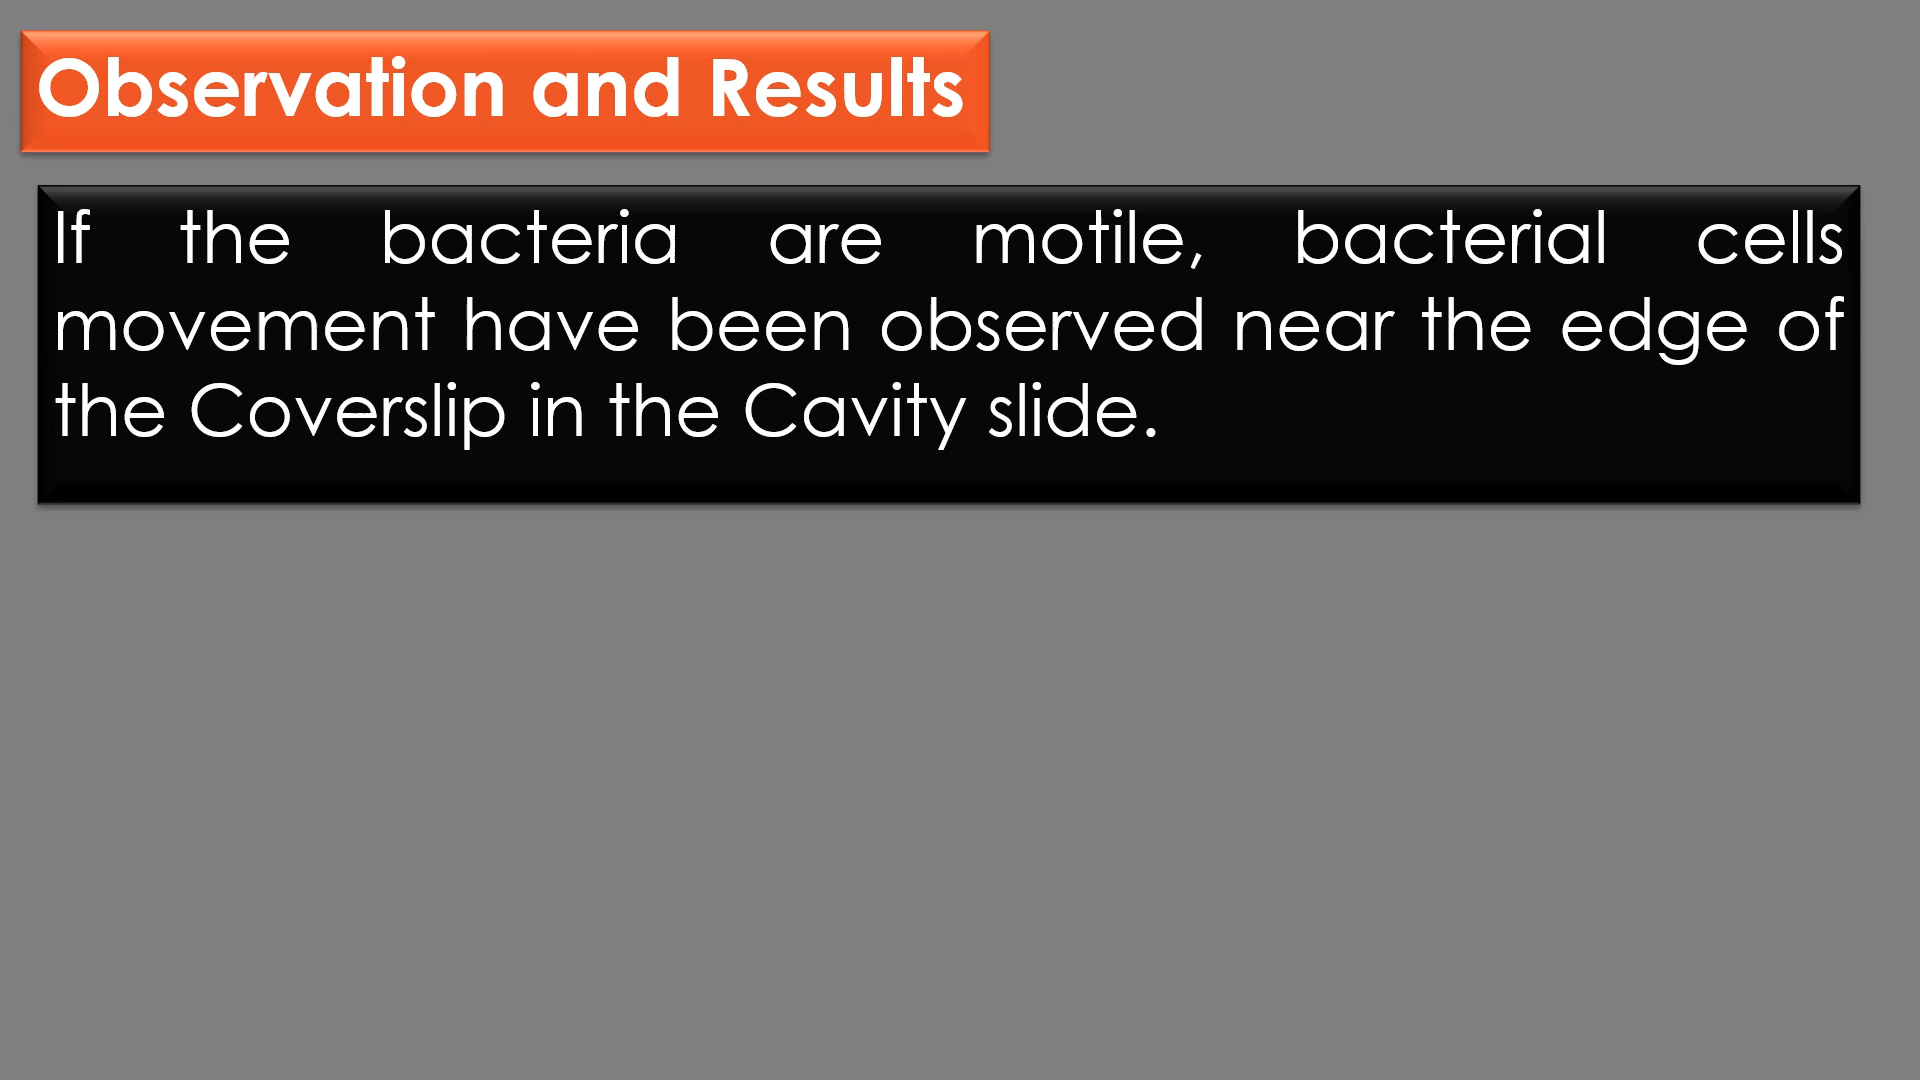 Observation and Results
If the bacteria are motile, bacterial cells
movement have been observed near the edge of
the Coverslip in the Cavity slide.